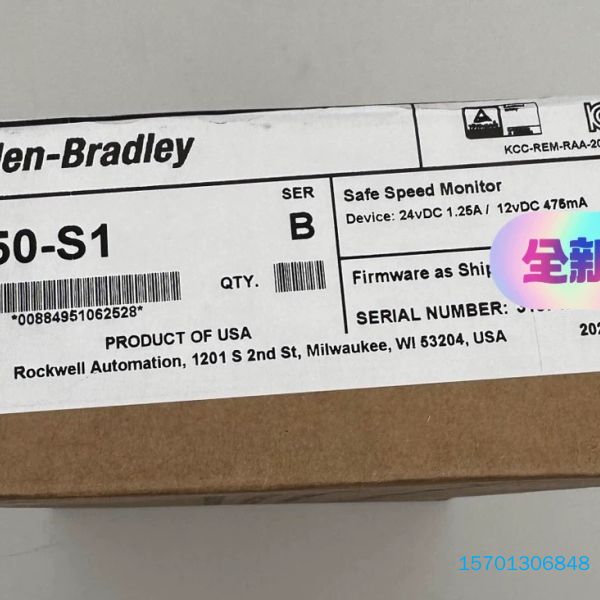 len-Bradley
KCC-REM-RAA-20
50-S1
SER
B
Safe Speed Monitor
Device: 24vDC 1.25A / 12vDC 475mA
全新
QTY.
Firmware as Ship
*00884951062528*
SERIAL NUMBER:
PRODUCT OF USA
202
Rockwell Automation, 1201 S 2nd St, Milwaukee, WI 53204, USA
15701306848